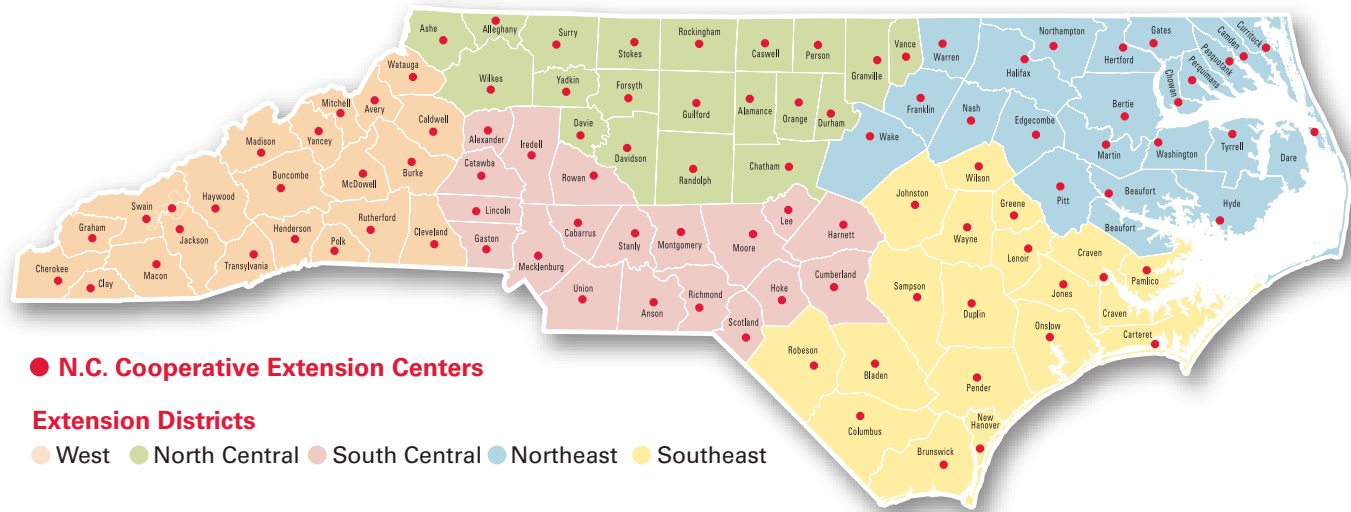 Ashe
Alleghany
Surry
Stokes
Rockingham
Caswell
Person
Granville
Vance
Warren
Northampton
Halifax
Hertford
Gates
Currituck
Camden
Pasquotank
Perquimans
Chowan
Watauga
Wilkes
Yadkin
Forsyth
Guilford
Alamance
Orange
Durham
Franklin
Nash
Edgecombe
Bertie
Mitchell
Avery
Caldwell
Alexander
Iredell
Davie
Davidson
Randolph
Chatham
Wake
Martin
Washington
Tyrrell
Dare
Madison
Yancey
McDowell
Burke
Catawba
Rowan
Wilson
Johnston
Greene
Pitt
Beaufort
Hyde
Beaufort
Swain
Haywood
Buncombe
Rutherford
Cleveland
Lincoln
Gaston
Cabarrus
Stanly
Montgomery
Moore
Lee
Harnett
Wayne
Lenoir
Craven
Pamlico
Graham
Jackson
Henderson
Polk
Transylvania
Macon
Cherokee
Clay
Mecklenburg
Union
Anson
Richmond
Scotland
Hoke
Cumberland
Sampson
Duplin
Jones
Craven
Onslow
Carteret
Robeson
Bladen
Pender
New
Hanover
Columbus
Brunswick
N.C. Cooperative Extension Centers
Extension Districts
West North Central South Central Northeast Southeast